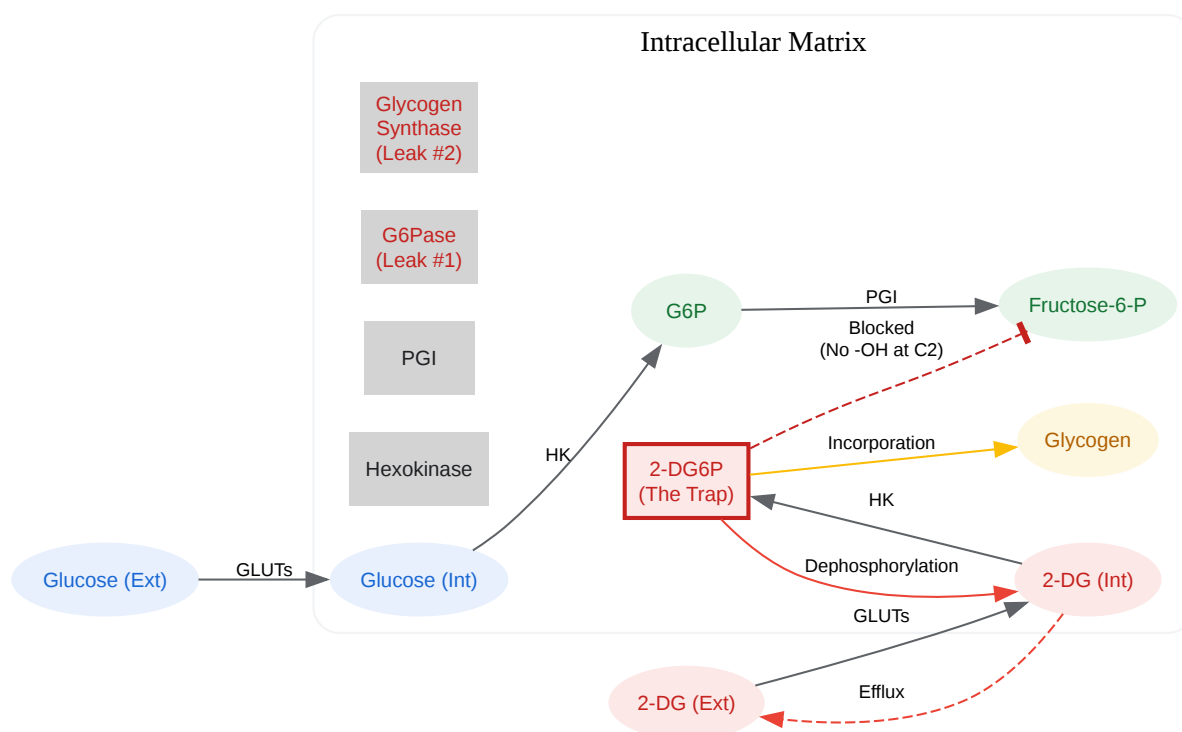 Intracellular Matrix
Glycogen
Synthase
(Leak #2)
G6Pase
(Leak #1)
PGI
Hexokinase
G6P
PGI
Fructose-6-P
Blocked
(No -OH at C2)
HK
2-DG6P
(The Trap)
Incorporation
Glycogen
HK
Glucose (Ext)
GLUTs
Glucose (Int)
Dephosphorylation
2-DG (Int)
GLUTs
2-DG (Ext)
Efflux